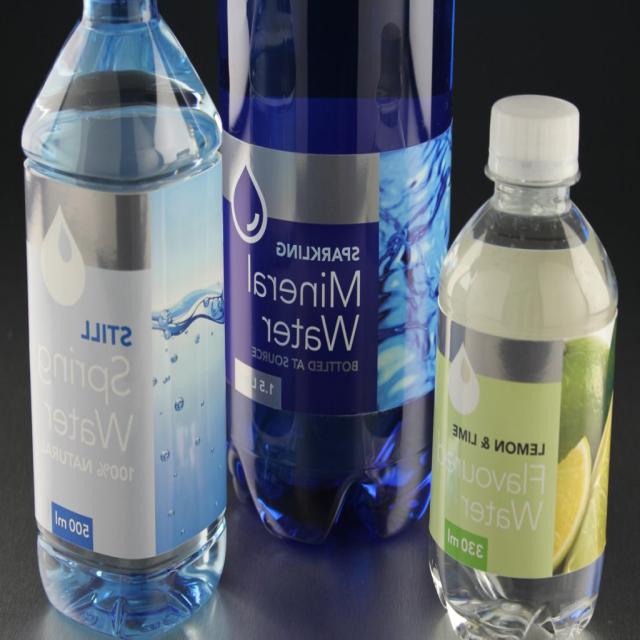 STILL
Spring
Water
100% NATURAL
500 ml
SPARKLING
Mineral
Water
BOTTLED AT SOURCE
1.5 L
LEMON & LIME
Flavoured
Water
330 ml